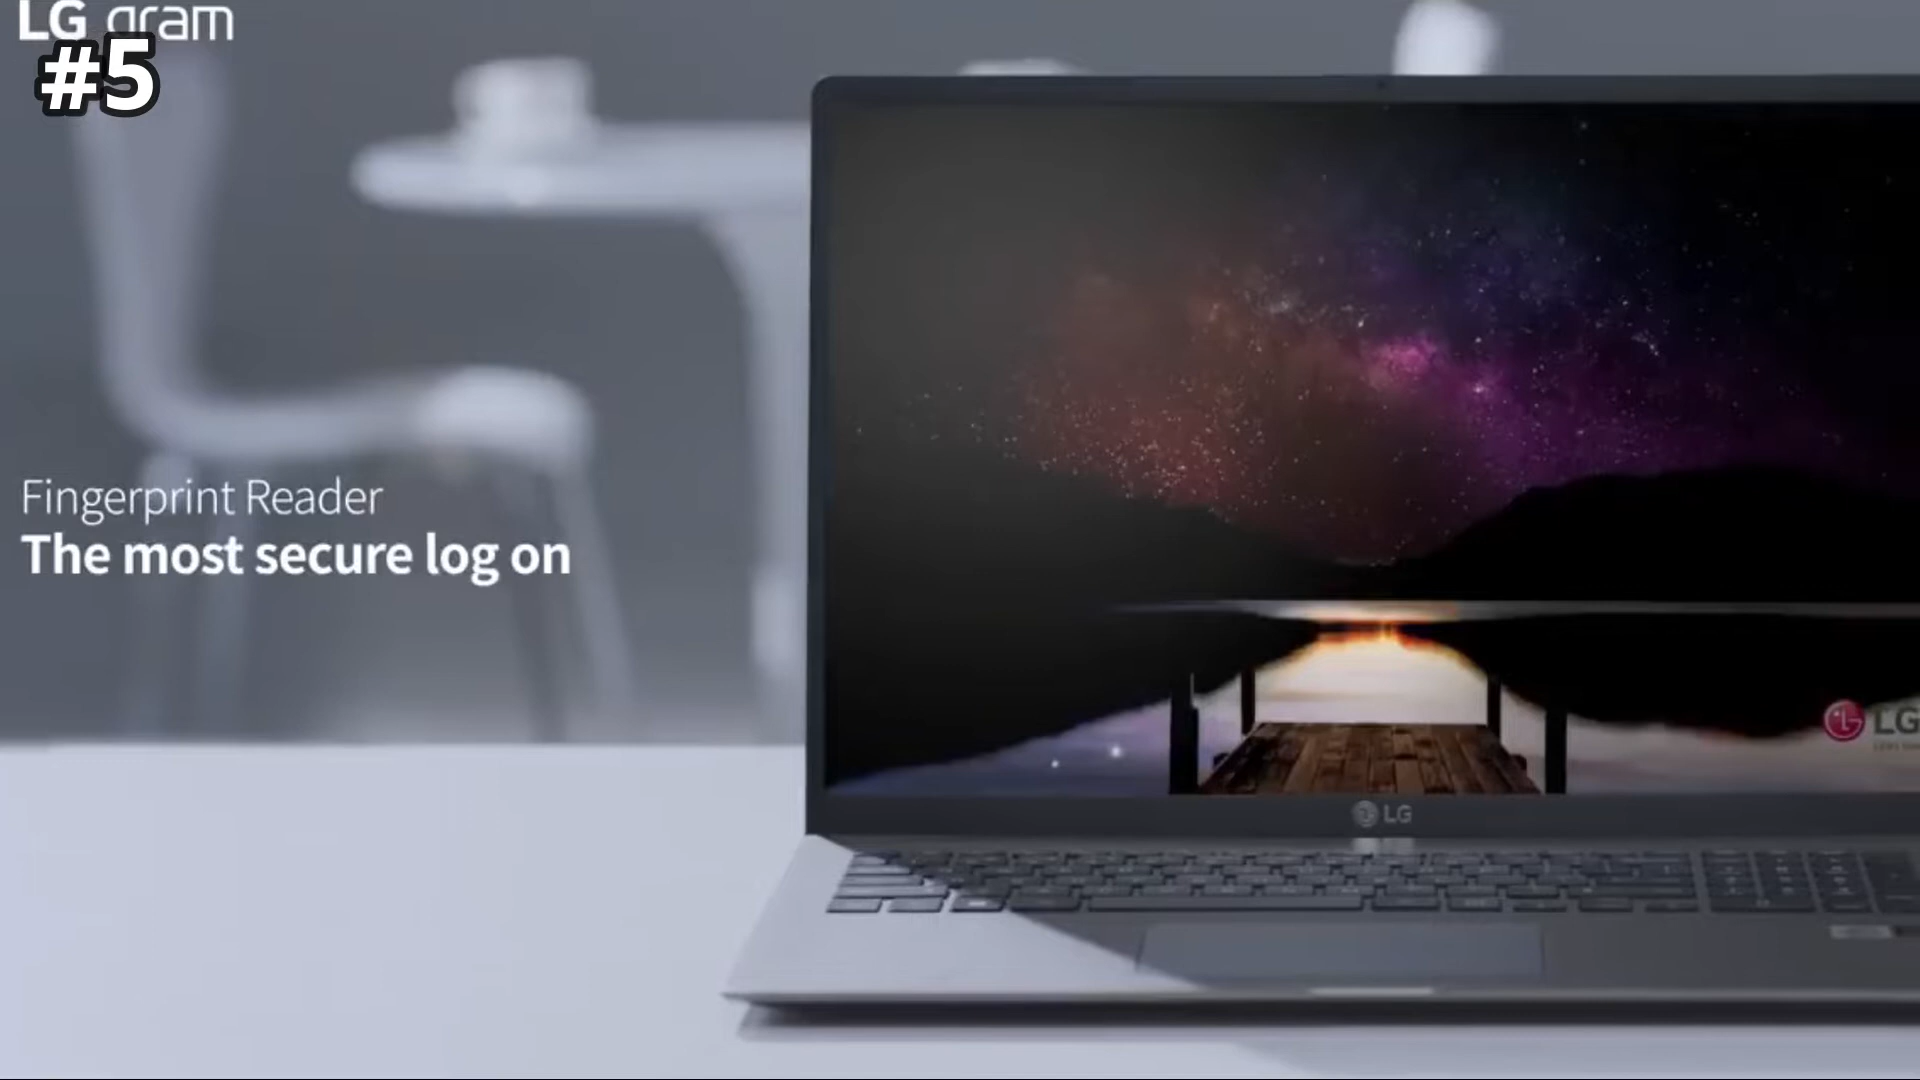 LG gram
#5
Fingerprint Reader
The most secure log on
LG
LG